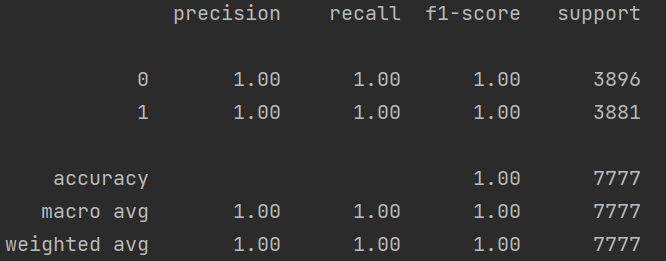 precision recall f1-score support
0 1.00 1.00 1.00 3896
1 1.00 1.00 1.00 3881
accuracy 1.00 7777
macro avg 1.00 1.00 1.00 7777
weighted avg 1.00 1.00 1.00 7777